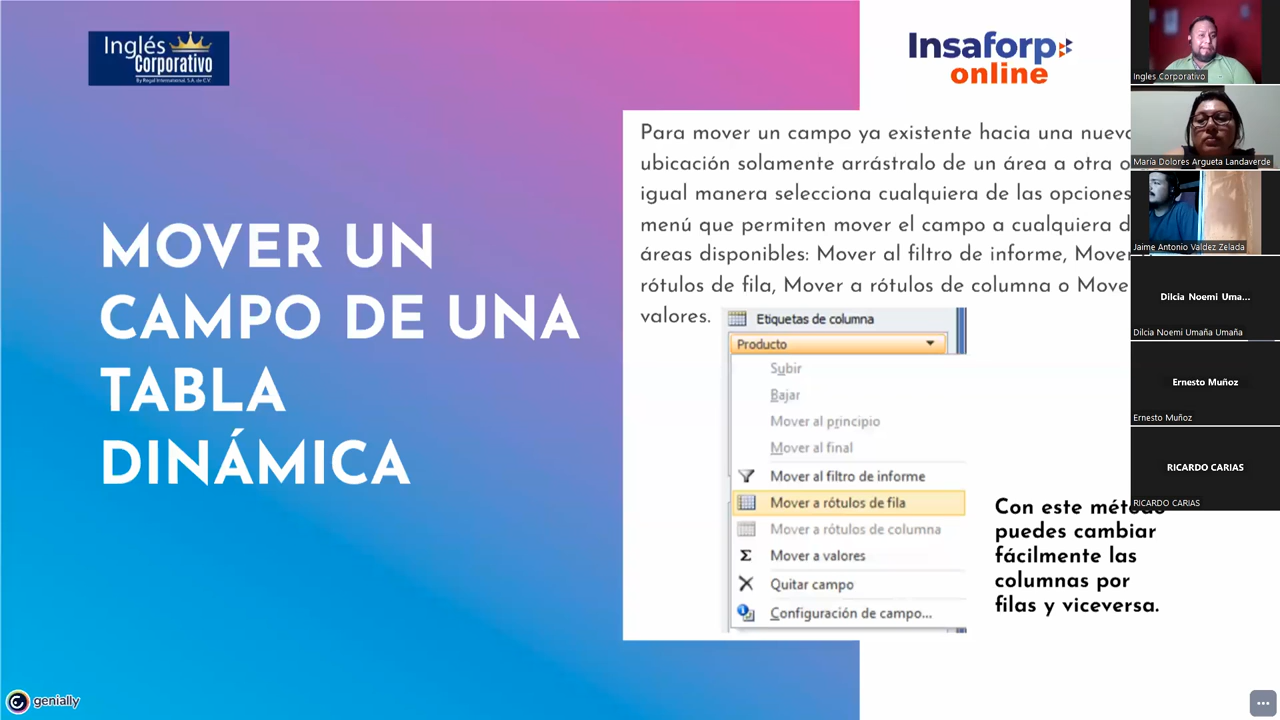 Inglés
Corporativo
By Regal International, S.A. de C.V.
Insaforp
online
MOVER UN
CAMPO DE UNA
TABLA
DINÁMICA
Para mover un campo ya existente hacia una nuev
ubicación solamente arrástralo de un área a otra o
igual manera selecciona cualquiera de las opciones
menú que permiten mover el campo a cualquiera d
áreas disponibles: Mover al filtro de informe, Mover
rótulos de fila, Mover a rótulos de columna o Move
valores.
Etiquetas de columna
Producto
Subir
Bajar
Mover al principio
Mover al final
Mover al filtro de informe
Mover a rótulos de fila
Mover a rótulos de columna
Σ Mover a valores
Quitar campo
Configuración de campo...
Con este método
puedes cambiar
fácilmente las
columnas por
filas y viceversa.
Ingles Corporativo
María Dolores Argueta Landaverde
Jaime Antonio Valdez Zelada
Dilcia Noemi Uma...
Dilcia Noemi Umaña Umaña
Ernesto Muñoz
Ernesto Muñoz
RICARDO CARIAS
RICARDO CARIAS
genially